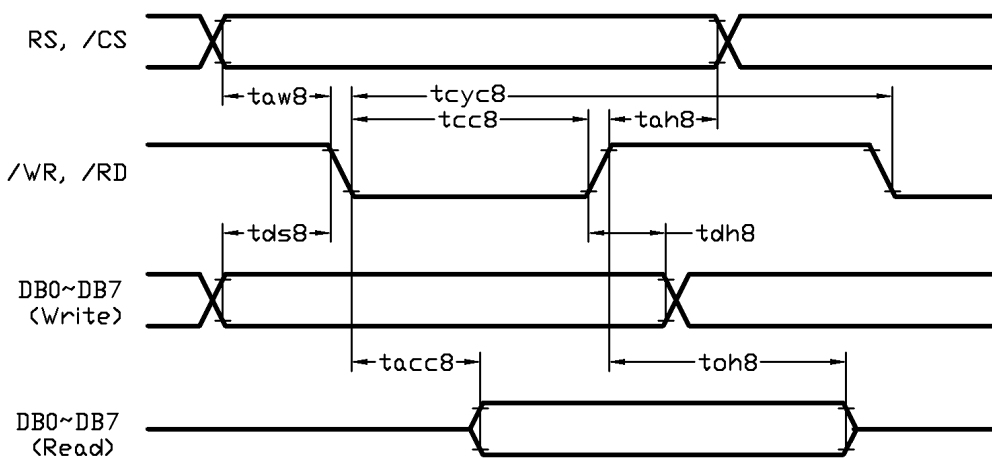 RS, /CS
taw8
tcyc8
tcc8
tah8
/WR, /RD
tds8
tdh8
DB0~DB7
(Write)
tacc8
toh8
DB0~DB7
(Read)